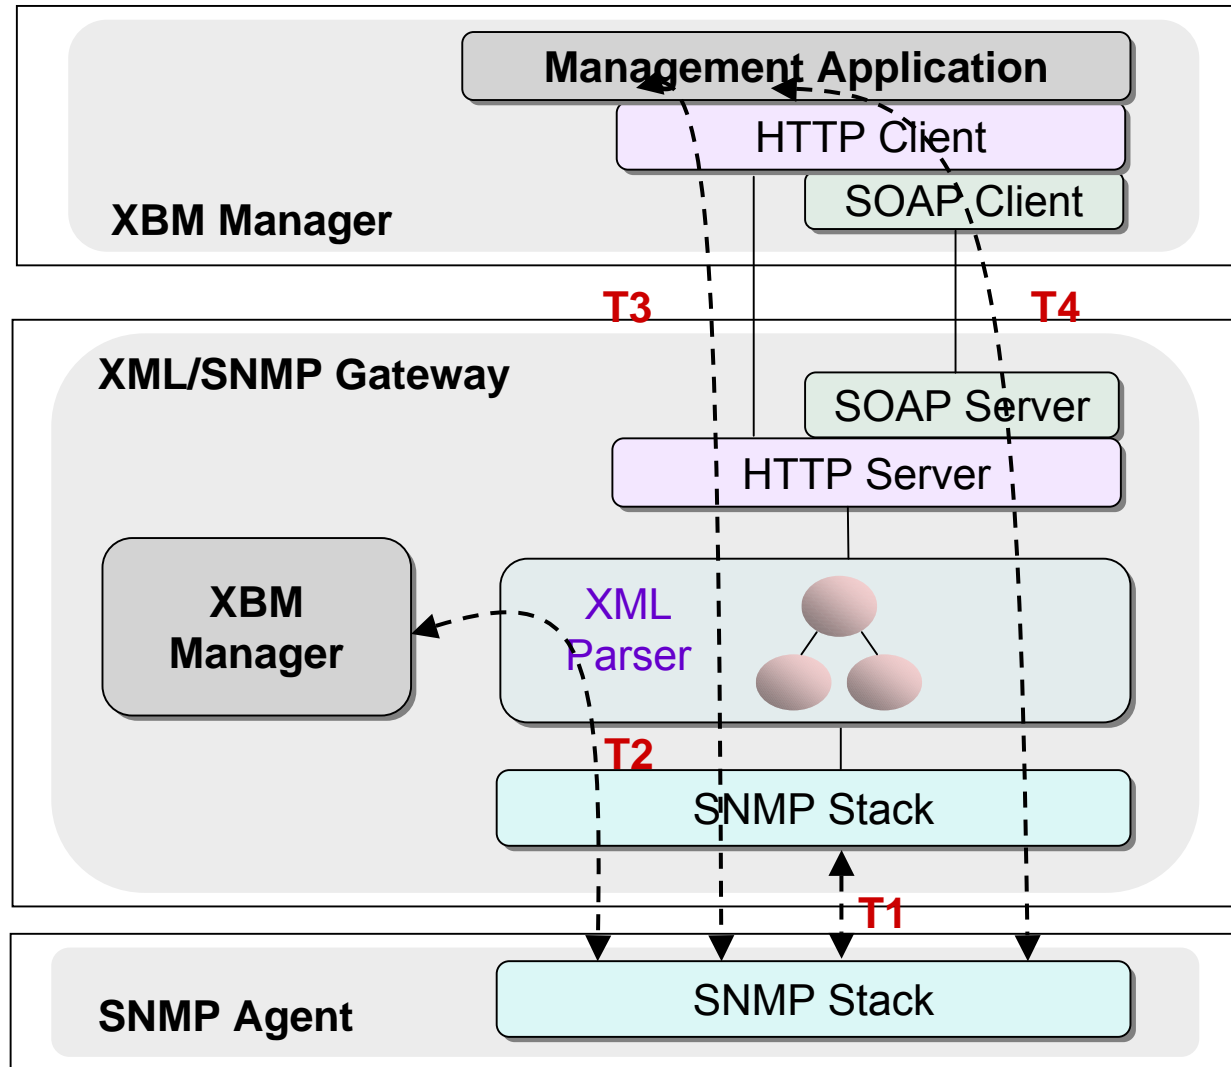 Management Application
HTTP Client
SOAP Client
XBM Manager
T3
T4
XML/SNMP Gateway
SOAP Server
HTTP Server
XBM
Manager
XML
Parser
T2
SNMP Stack
T1
SNMP Stack
SNMP Agent